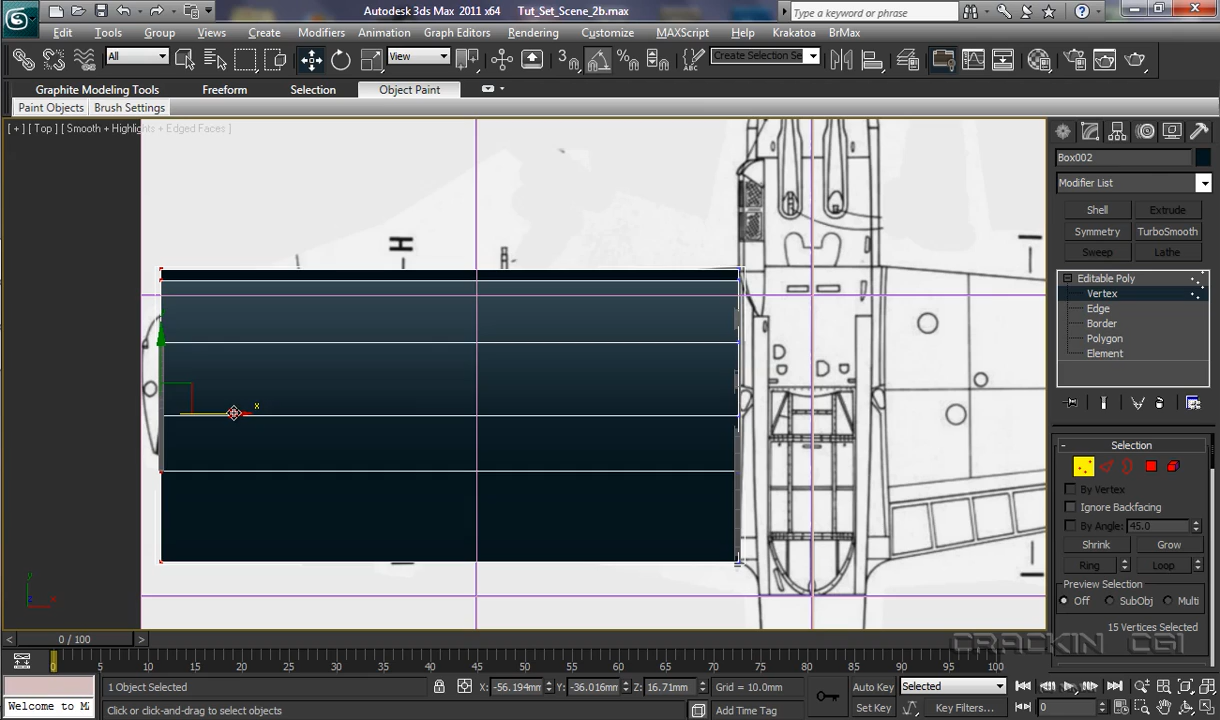 Autodesk 3ds Max 2011 x64 Tut_Set_Scene_2b.max
Type a keyword or phrase
Edit Tools Group Views Create Modifiers Animation Graph Editors Rendering Customize MAXScript Help Krakatoa BrMax
All View 3 Create Selection Se
Graphite Modeling Tools Freeform Selection Object Paint
Paint Objects Brush Settings
[ + ] [ Top ] [ Smooth + Highlights + Edged Faces ]
Box002
Modifier List
Shell Extrude
Symmetry TurboSmooth
Sweep Lathe
Editable Poly
Vertex
Edge
Border
Polygon
Element
H
x
y
z x
- Selection
By Vertex
Ignore Backfacing
By Angle: 45.0
Shrink Grow
Ring Loop
Preview Selection
Off SubObj Multi
15 Vertices Selected
CRACKIN CGI
< 0 / 100 >
0 5 10 15 20 25 30 35 40 45 50 55 60 65 70 75 80 85 90 95 100
1 Object Selected X: -56.194mm Y: -36.016mm Z: 16.71mm Grid = 10.0mm Auto Key Selected
Welcome to MA Click or click-and-drag to select objects Add Time Tag Set Key Key Filters... 0